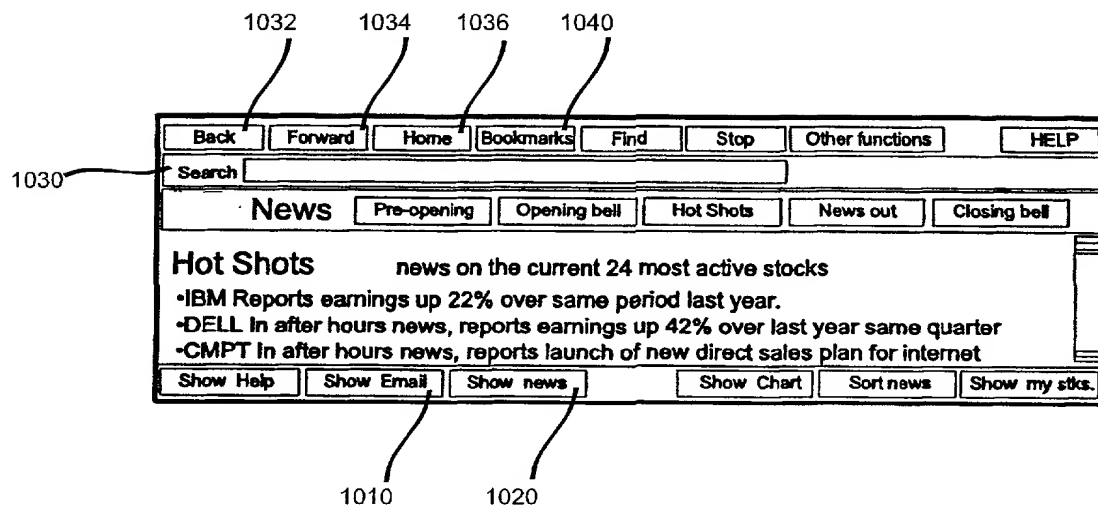 1032 1034 1036 1040
Back Forward Home Bookmarks Find Stop Other functions HELP
1030
Search
News Pre-opening Opening bell Hot Shots News out Closing bell
Hot Shots news on the current 24 most active stocks
•IBM Reports earnings up 22% over same period last year.
•DELL In after hours news, reports earnings up 42% over last year same quarter
•CMPT In after hours news, reports launch of new direct sales plan for internet
Show Help Show Email Show news Show Chart Sort news Show my stks.
1010 1020